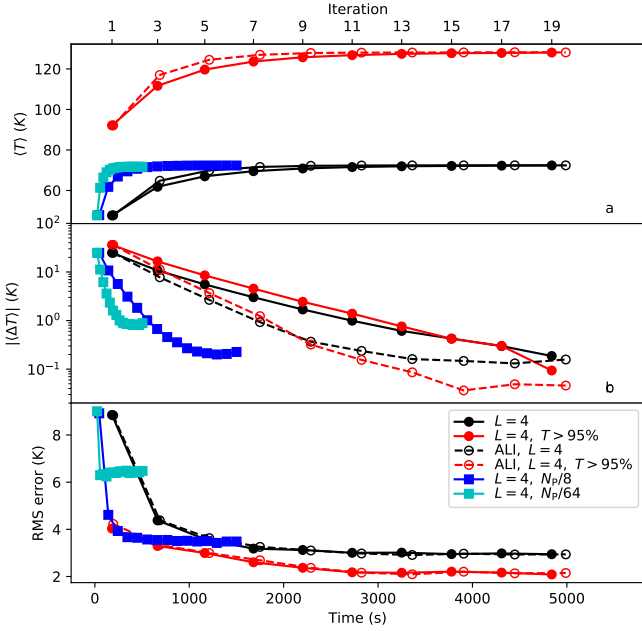 Iteration
1 3 5 7 9 11 13 15 17 19
⟨T⟩ (K)
120
100
80
60
a
|⟨ΔT⟩| (K)
10²
10¹
10⁰
10⁻¹
b
RMS error (K)
8
6
4
2
L = 4
L = 4, T > 95%
ALI, L = 4
ALI, L = 4, T > 95%
L = 4, N_P/8
L = 4, N_P/64
0 1000 2000 3000 4000 5000
Time (s)